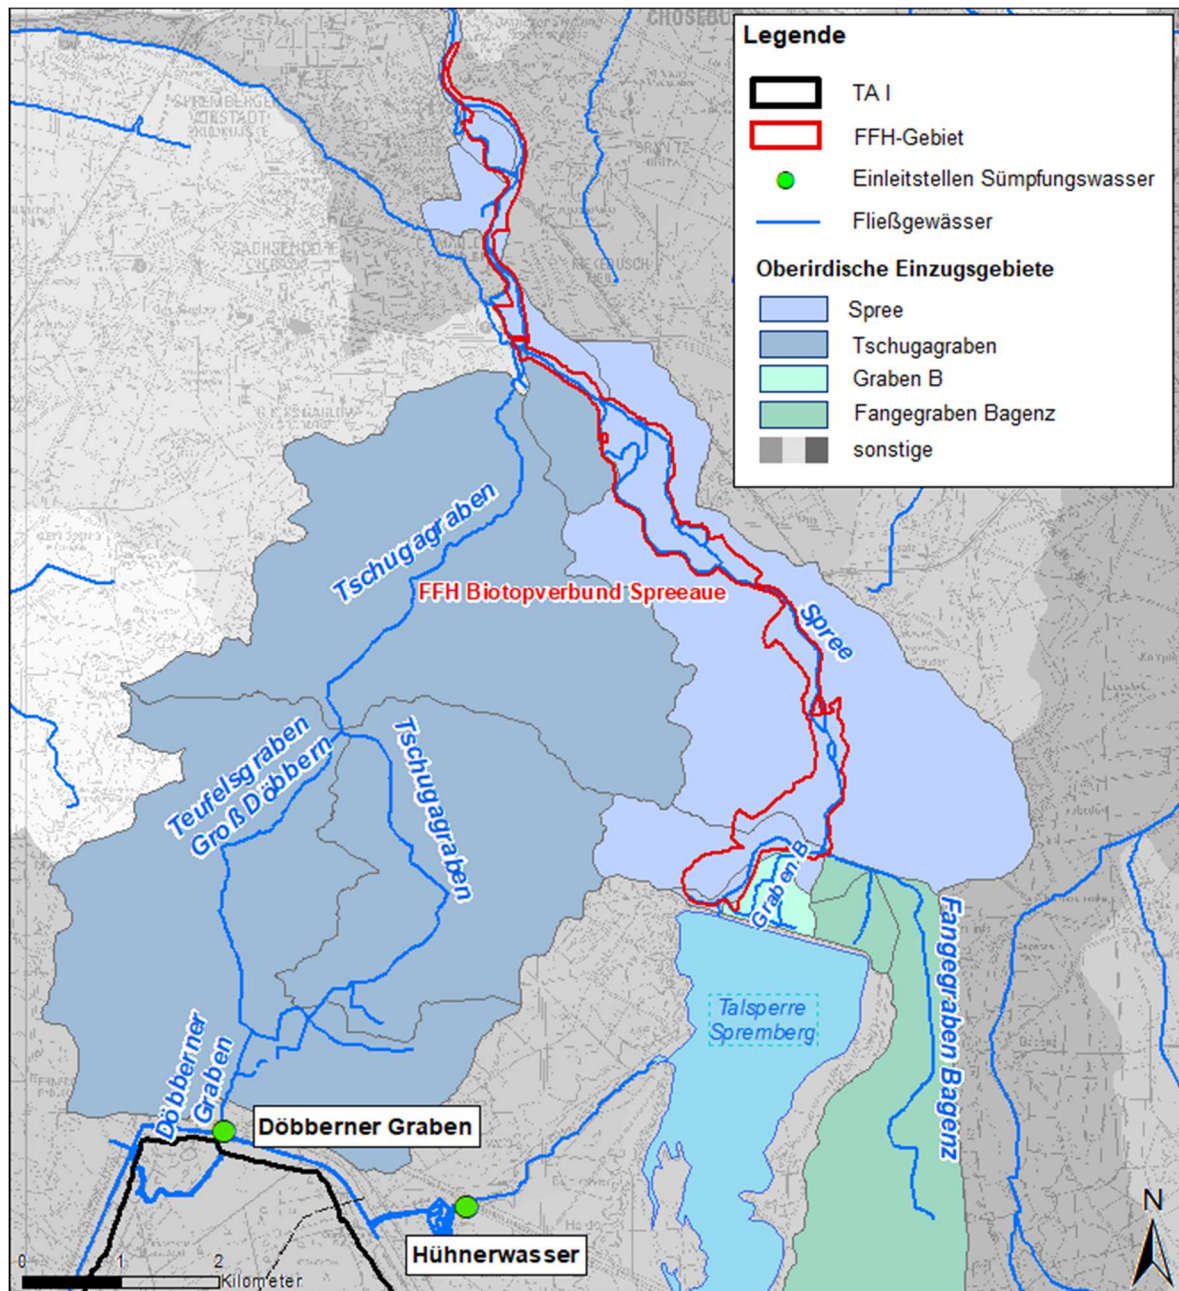 CHOSEBUZ
Legende
TA I
FFH-Gebiet
Einleitstellen Sümpfungswasser
Fließgewässer
Oberirdische Einzugsgebiete
Spree
Tschugagraben
Graben B
Fangegraben Bagenz
sonstige
Tschugagraben
FFH Biotopverbund Spreeaue
Spree
Teufelsgraben
Groß Döbbern
Tschugagraben
Graben B
Fangegraben Bagenz
Talsperre
Spremberg
Döbberner
Graben
Döbberner Graben
Hühnerwasser
N
0 1 2
Kilometer